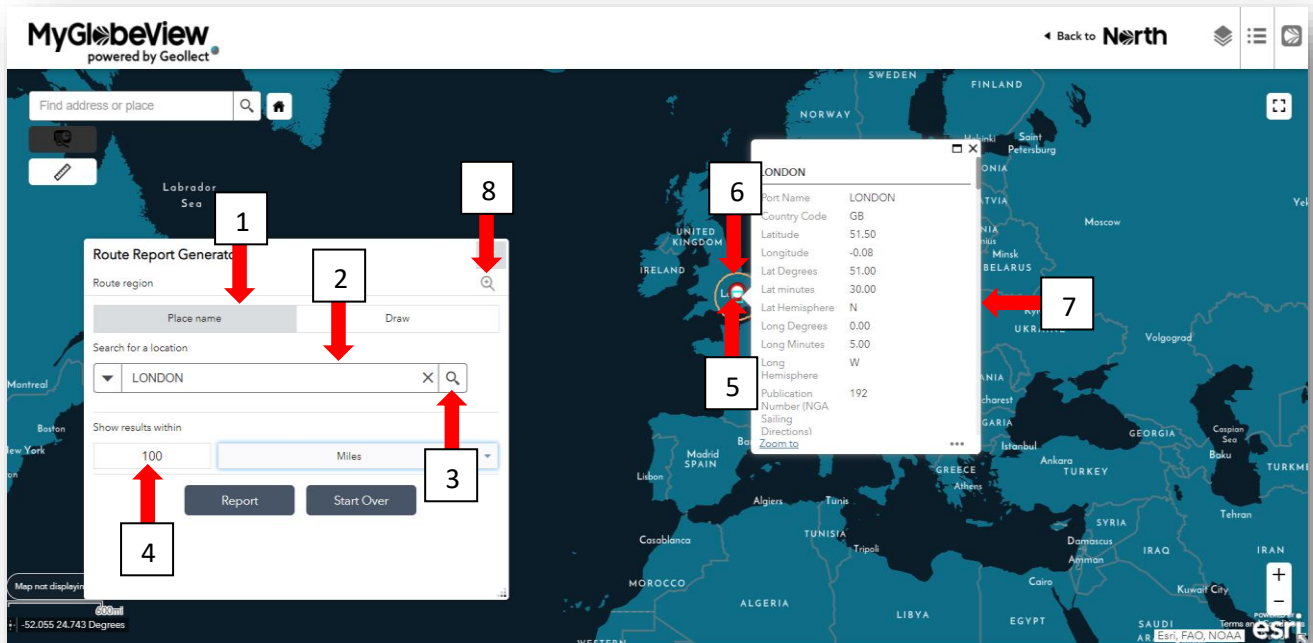 MyGlobeView
powered by Geollect
Back to North
Find address or place
SWEDEN
FINLAND
NORWAY
Helsinki
Saint
Petersburg
Labrador
Sea
Moscow
UNITED
KINGDOM
IRELAND
Minsk
BELARUS
Volgograd
1
2
3
4
5
6
7
8
Route Report Generator
Route region
Place name
Draw
Search for a location
LONDON
Show results within
100
Miles
Report
Start Over
LONDON
Port Name LONDON
Country Code GB
Latitude 51.50
Longitude -0.08
Lat Degrees 51.00
Lat minutes 30.00
Lat Hemisphere N
Long Degrees 0.00
Long Minutes 5.00
Long W
Hemisphere
Publication 192
Number (NGA
Sailing
Directions)
Zoom to
Montreal
Boston
Madrid
SPAIN
Lisbon
Algiers
Tunis
Casablanca
TUNISIA
Tripoli
MOROCCO
ALGERIA
LIBYA
EGYPT
Cairo
Istanbul
Ankara
TURKEY
GREECE
Athens
GEORGIA
Caspian
Sea
Baku
Tehran
SYRIA
Damascus
Amman
IRAQ
IRAN
Kuwait City
SAUDI
Map not displayin
600mi
-52.055 24.743 Degrees
POWERED BY
esri
Esri, FAO, NOAA